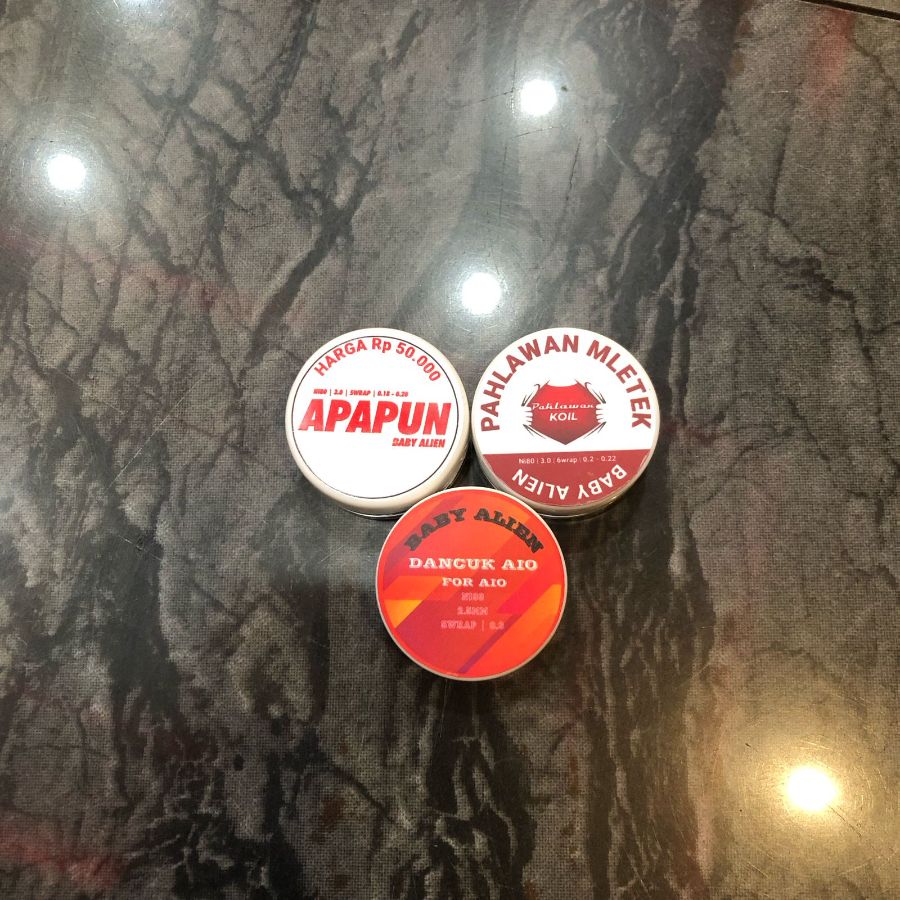 HARGA Rp 50.000
Ni80 | 3.0 | 5WRAP | 0.18 - 0.20
APAPUN
BABY ALIEN
PAHLAWAN MLETEK
Pahlawan
KOIL
Ni80 | 3.0 | 6wrap | 0.2 - 0.22
BABY ALIEN
BABY ALIEN
DANCUK AIO
FOR AIO
NI80
2.5MM
5WRAP | 0.3